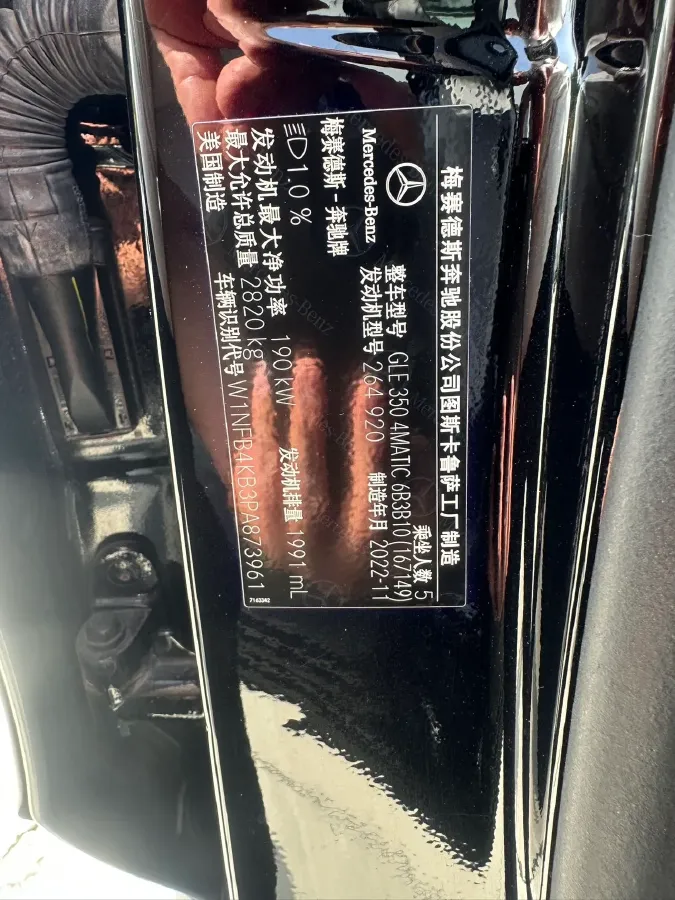 梅赛德斯奔驰股份公司图斯卡鲁萨工厂制造
Mercedes-Benz
梅赛德斯-奔驰牌
整车型号 GLE 350 4MATIC 6B3B10(167149)
乘坐人数 5
发动机型号 264 920
制造年月 2022-11
1.0 %
发动机最大净功率 190 kW
发动机排量 1991 mL
最大允许总质量 2820 kg
车辆识别代号 W1NFB4KB3PA873961
美国制造
7163342